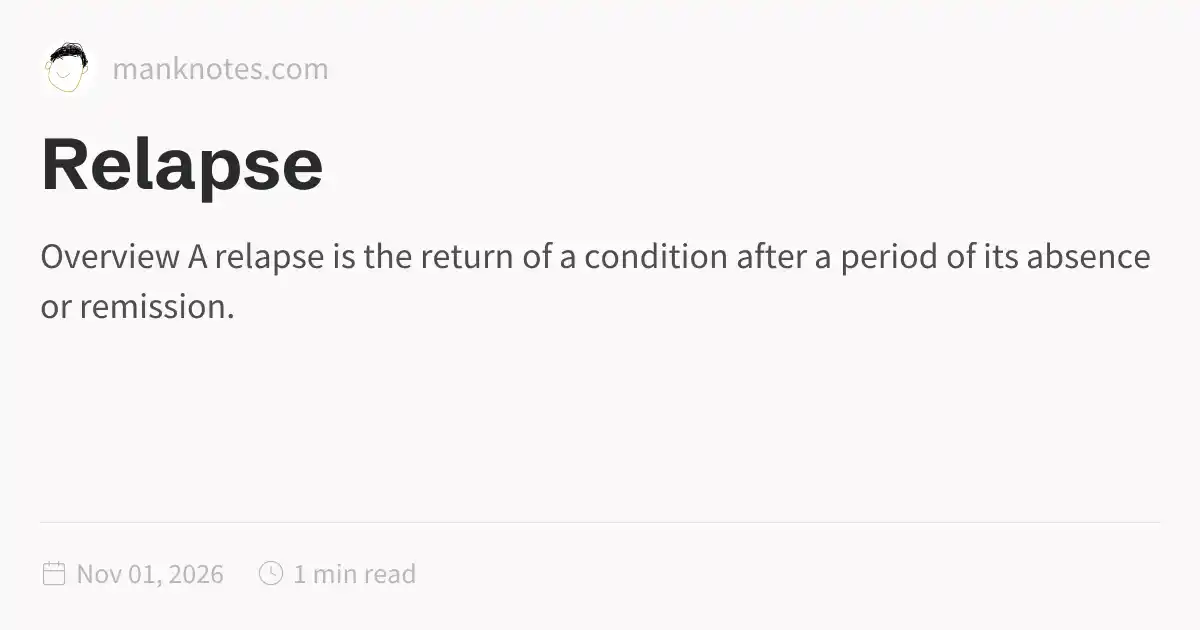 manknotes.com
Relapse
Overview A relapse is the return of a condition after a period of its absence
or remission.
Nov 01, 2026 1 min read